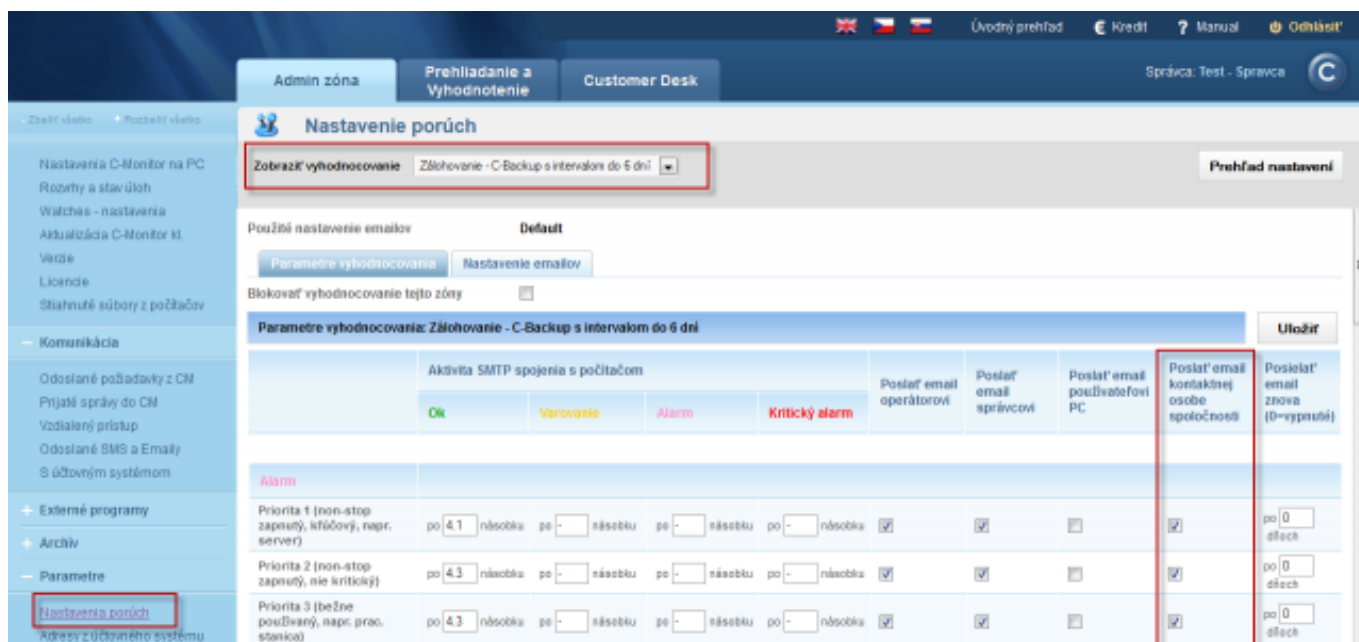 Úvodný prehľad € Kredit ? Manual Odhlásiť
Admin zóna
Prehliadanie a
Vyhodnotenie
Customer Desk
Správca: Test - Spravca
Zbaliť všetko Rozbaliť všetko
Nastavenia C-Monitor na PC
Rozvrhy a stav úloh
Watches - nastavenia
Aktualizácia C-Monitor kl.
Verzie
Licencie
Stiahnuté súbory z počítačov
Komunikácia
Odoslané požiadavky z CM
Prijaté správy do CM
Vzdialený prístup
Odoslané SMS a Emaily
S účtovným systémom
Externé programy
Archív
Parametre
Nastavenia porúch
Adresy z účtovného systému
Nastavenie porúch
Zobraziť vyhodnocovanie Zálohovanie - C-Backup s intervalom do 6 dní
Prehľad nastavení
Použité nastavenie emailov Default
Parametre vyhodnocovania Nastavenie emailov
Blokovať vyhodnocovanie tejto zóny
Parametre vyhodnocovania: Zálohovanie - C-Backup s intervalom do 6 dní
Uložiť
Aktivita SMTP spojenia s počítačom
Ok Varovanie Alarm Kritický alarm
Poslať email
operátorovi
Poslať
email
správcovi
Poslať email
používateľovi
PC
Poslať email
kontaktnej
osobe
spoločnosti
Posielať
email
znova
(0=vypnuté)
Alarm
Priorita 1 (non-stop
zapnutý, kľúčový, napr.
server)
po 4.1 násobku po - násobku po - násobku po - násobku
po 0
dňoch
Priorita 2 (non-stop
zapnutý, nie kritický)
po 4.3 násobku po - násobku po - násobku po - násobku
po 0
dňoch
Priorita 3 (bežne
používaný, napr. prac.
stanica)
po 4.3 násobku po - násobku po - násobku po - násobku
po 0
dňoch